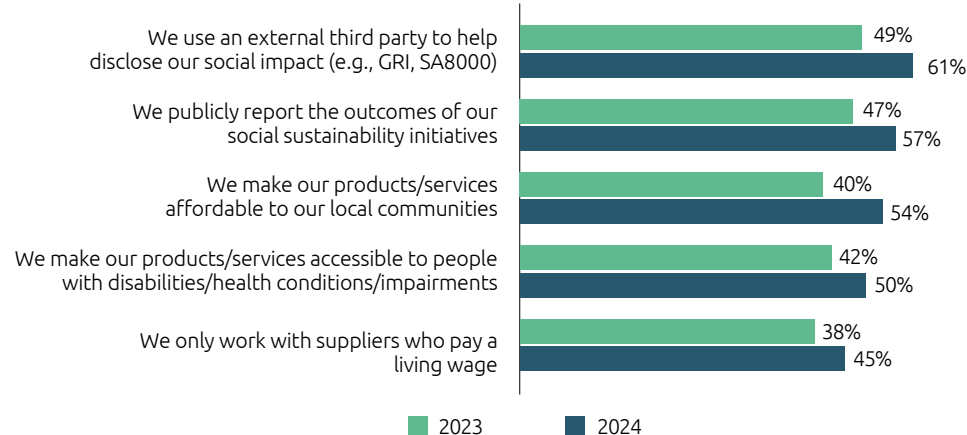 We use an external third party to help
disclose our social impact (e.g., GRI, SA8000)
49%
61%
We publicly report the outcomes of our
social sustainability initiatives
47%
57%
We make our products/services
affordable to our local communities
40%
54%
We make our products/services accessible to people
with disabilities/health conditions/impairments
42%
50%
We only work with suppliers who pay a
living wage
38%
45%
2023
2024